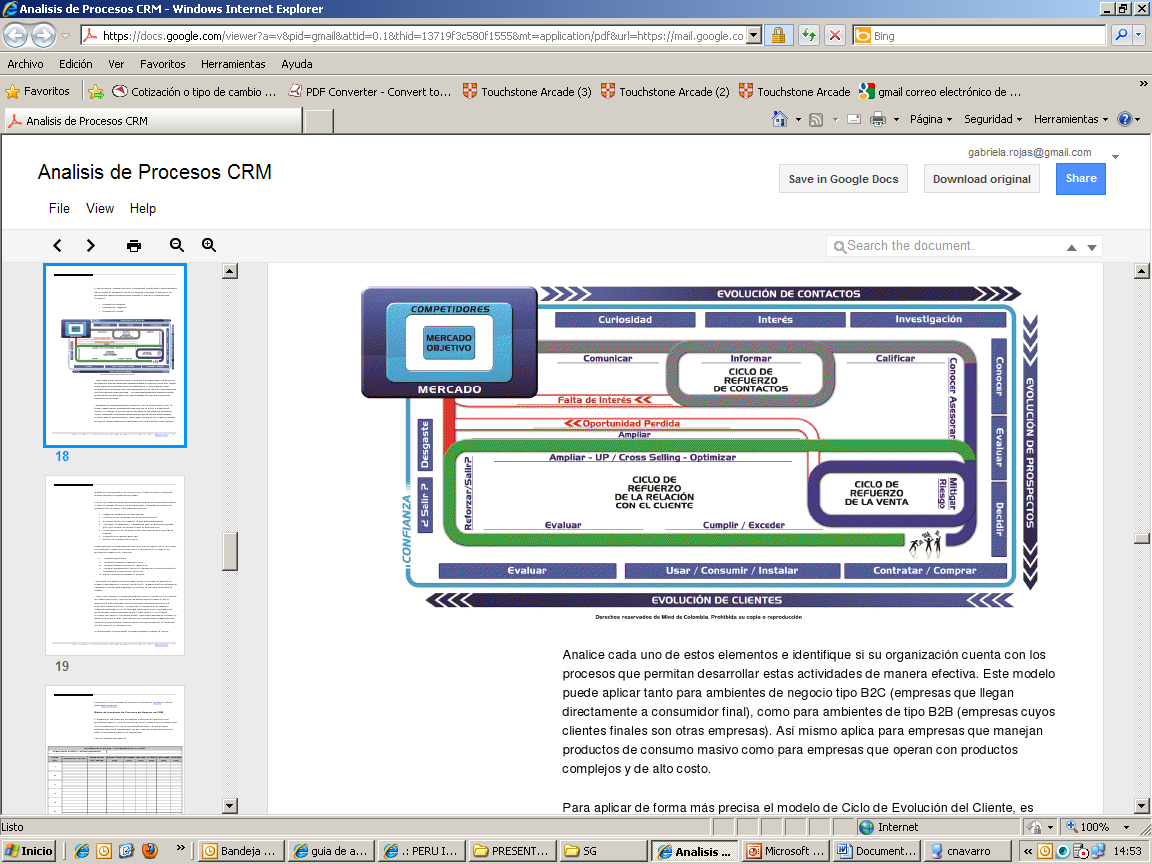 Analisis de Procesos CRM - Windows Internet Explorer
https://docs.google.com/viewer?a=v&pid=gmail&attid=0.1&thid=13719f3c580f1555&mt=application/pdf&url=https://mail.google.co
Bing
Archivo Edición Ver Favoritos Herramientas Ayuda
Favoritos Cotización o tipo de cambio ... PDF Converter - Convert to... Touchstone Arcade (3) Touchstone Arcade (2) Touchstone Arcade gmail correo electrónico de ... »
Analisis de Procesos CRM
Página Seguridad Herramientas
gabriela.rojas@gmail.com
Analisis de Procesos CRM
Save in Google Docs Download original Share
File View Help
Search the document.
18
19
EVOLUCIÓN DE CONTACTOS
COMPETIDORES
MERCADO
OBJETIVO
MERCADO
Curiosidad Interés Investigación
Comunicar Informar Calificar
CICLO DE
REFUERZO
DE CONTACTOS
Conocer Asesorar
Conocer
Evaluar
Decidir
EVOLUCIÓN DE PROSPECTOS
Falta de Interés <<
<<Oportunidad Perdida
Ampliar
Desgaste
¿ Salir ?
CONFIANZA
Reforzar/Salir?
Ampliar - UP / Cross Selling - Optimizar
CICLO DE
REFUERZO
DE LA RELACIÓN
CON EL CLIENTE
CICLO DE
REFUERZO
DE LA VENTA
Mitigar
Riesgo
Evaluar Cumplir / Exceder
Evaluar Usar / Consumir / Instalar Contratar / Comprar
EVOLUCIÓN DE CLIENTES
Derechos reservados de Mind de Colombia. Prohibida su copia o reproducción
Analice cada uno de estos elementos e identifique si su organización cuenta con los
procesos que permitan desarrollar estas actividades de manera efectiva. Este modelo
puede aplicar tanto para ambientes de negocio tipo B2C (empresas que llegan
directamente a consumidor final), como para ambientes de tipo B2B (empresas cuyos
clientes finales son otras empresas). Así mismo aplica para empresas que manejan
productos de consumo masivo como para empresas que operan con productos
complejos y de alto costo.
Para aplicar de forma más precisa el modelo de Ciclo de Evolución del Cliente, es
Listo Internet 100%
Inicio » Bandeja ... guia de a... .: PERU I... PRESENT... SG Analisis ... Microsoft ... Document... cnavarro « 14:53